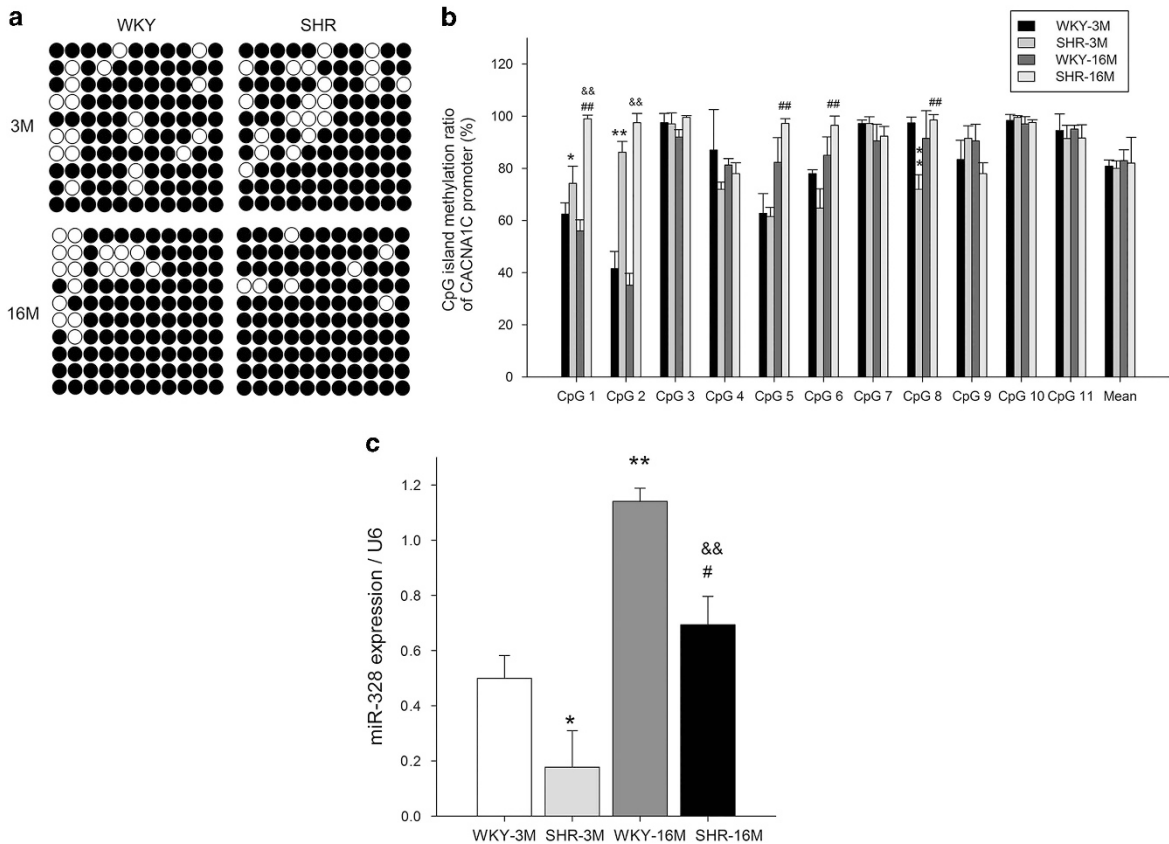 a
WKY SHR
3M
16M
b
WKY-3M
SHR-3M
WKY-16M
SHR-16M
CpG island methylation ratio
of CACNA1C promoter (%)
120
100
80
60
40
20
0
&&
##
*
&&
**
##
##
##
*
*
CpG 1 CpG 2 CpG 3 CpG 4 CpG 5 CpG 6 CpG 7 CpG 8 CpG 9 CpG 10 CpG 11 Mean
c
miR-328 expression / U6
1.2
1.0
0.8
0.6
0.4
0.2
0.0
**
&&
#
*
WKY-3M SHR-3M WKY-16M SHR-16M